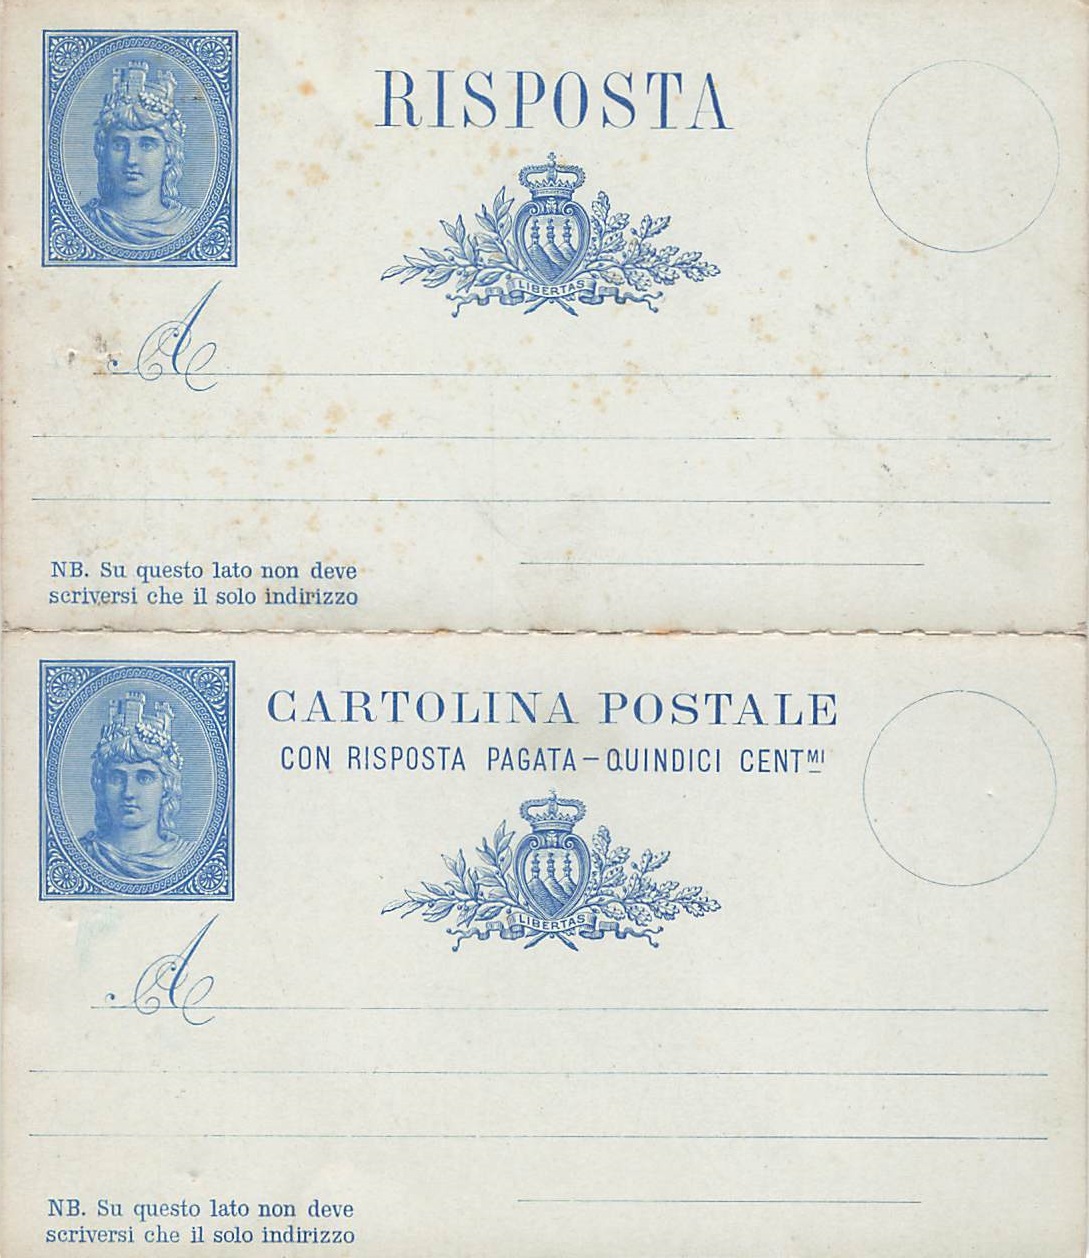 RISPOSTA
LIBERTAS
A
NB. Su questo lato non deve
scriversi che il solo indirizzo
CARTOLINA POSTALE
CON RISPOSTA PAGATA – QUINDICI CENTMI
LIBERTAS
A
NB. Su questo lato non deve
scriversi che il solo indirizzo